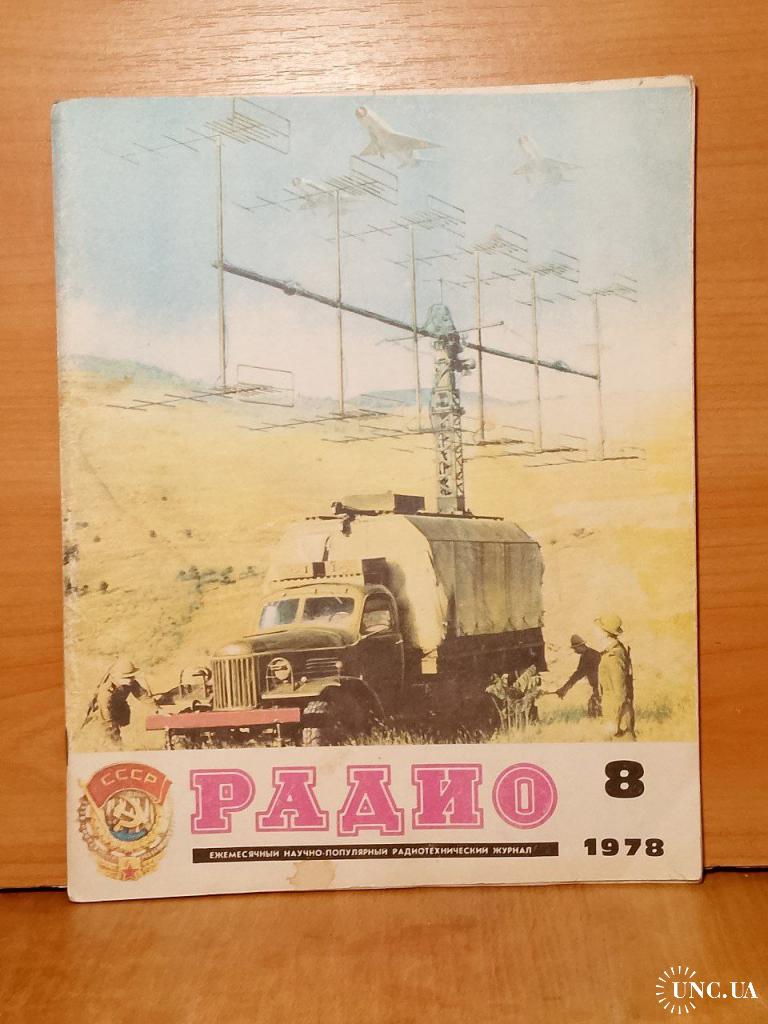 СССР
РАДИО
8
ЕЖЕМЕСЯЧНЫЙ НАУЧНО-ПОПУЛЯРНЫЙ РАДИОТЕХНИЧЕСКИЙ ЖУРНАЛ
1978
UNC.UA